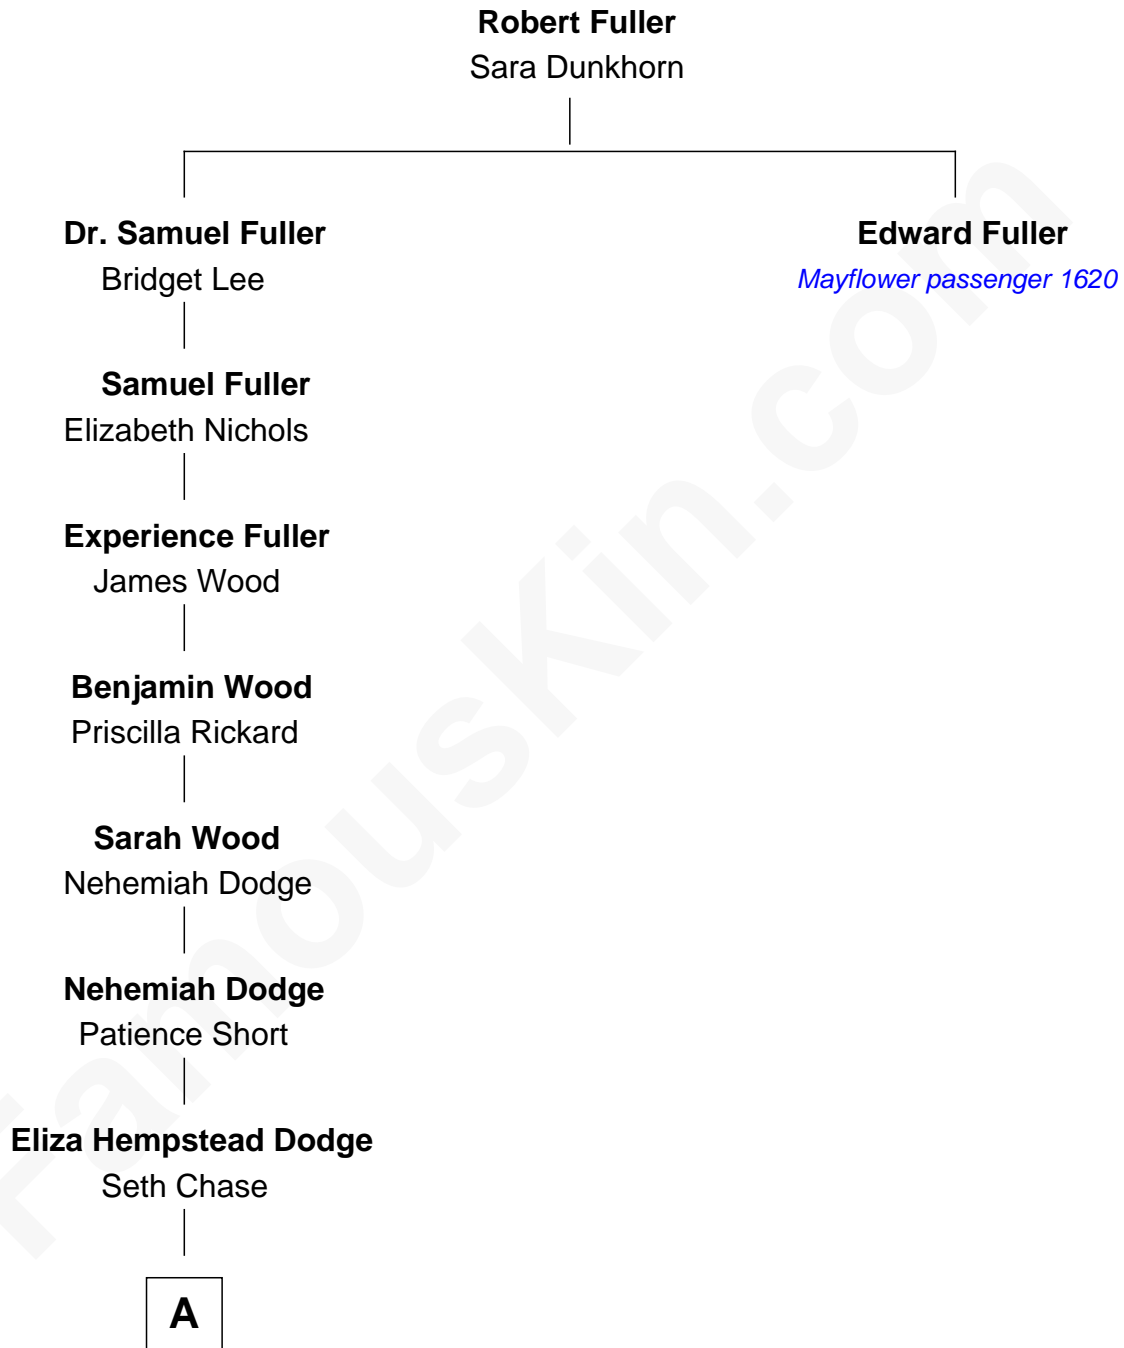 Robert Fuller
Sara Dunkhorn
Dr. Samuel Fuller
Bridget Lee
Edward Fuller
Mayflower passenger 1620
Samuel Fuller
Elizabeth Nichols
Experience Fuller
James Wood
Benjamin Wood
Priscilla Rickard
Sarah Wood
Nehemiah Dodge
Nehemiah Dodge
Patience Short
Eliza Hempstead Dodge
Seth Chase
A
FamousKin.com